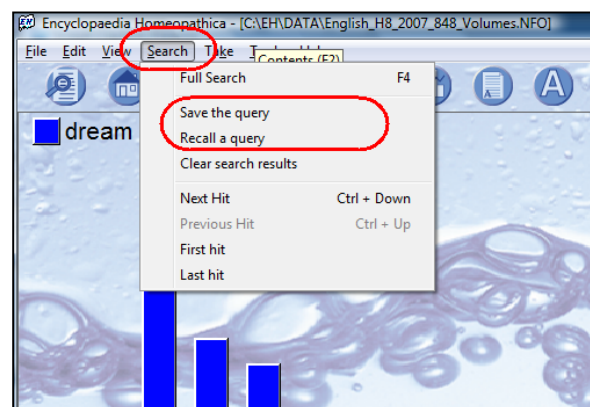 Encyclopaedia Homeopathica - [C:\EH\DATA\English_H8_2007_848_Volumes.NFO]
File Edit View Search Take
Contents (F2)
Full Search F4
Save the query
Recall a query
Clear search results
Next Hit Ctrl + Down
Previous Hit Ctrl + Up
First hit
Last hit
dream
A